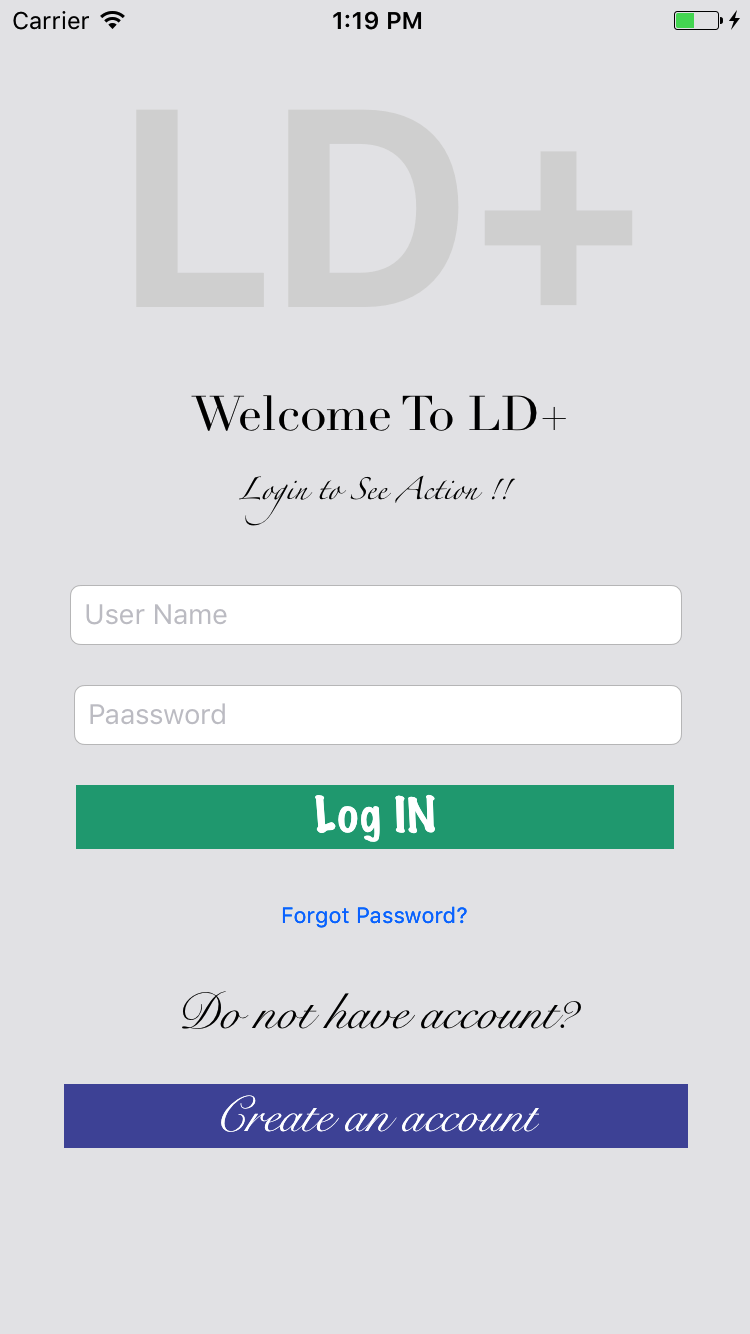 Carrier 1:19 PM
LD+
Welcome To LD+
Login to See Action !!
User Name
Paassword
Log IN
Forgot Password?
Do not have account?
Create an account